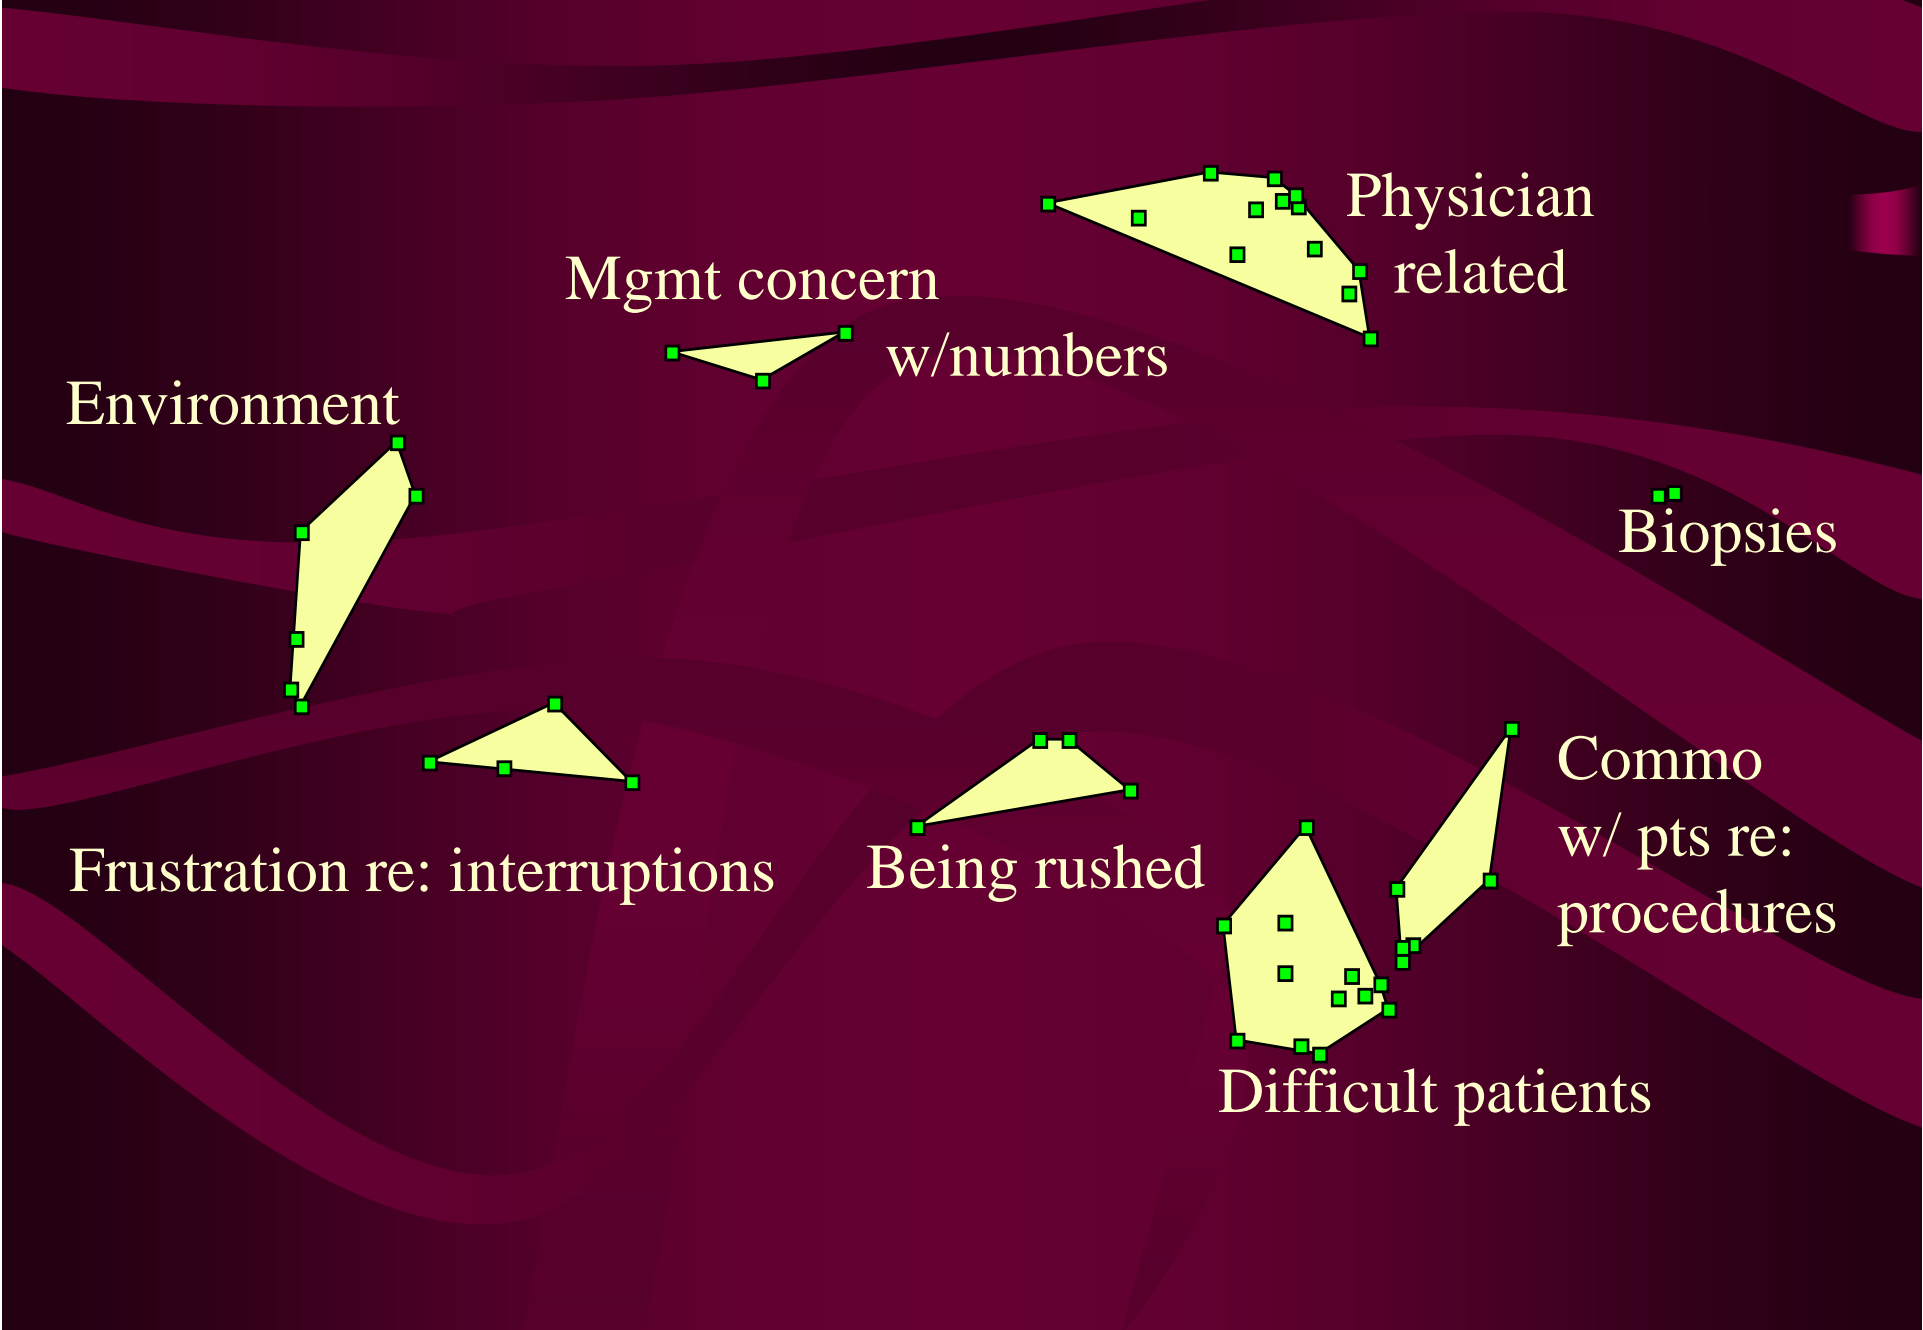 Physician
related
Mgmt concern
w/numbers
Environment
Biopsies
Commo
w/ pts re:
procedures
Frustration re: interruptions
Being rushed
Difficult patients